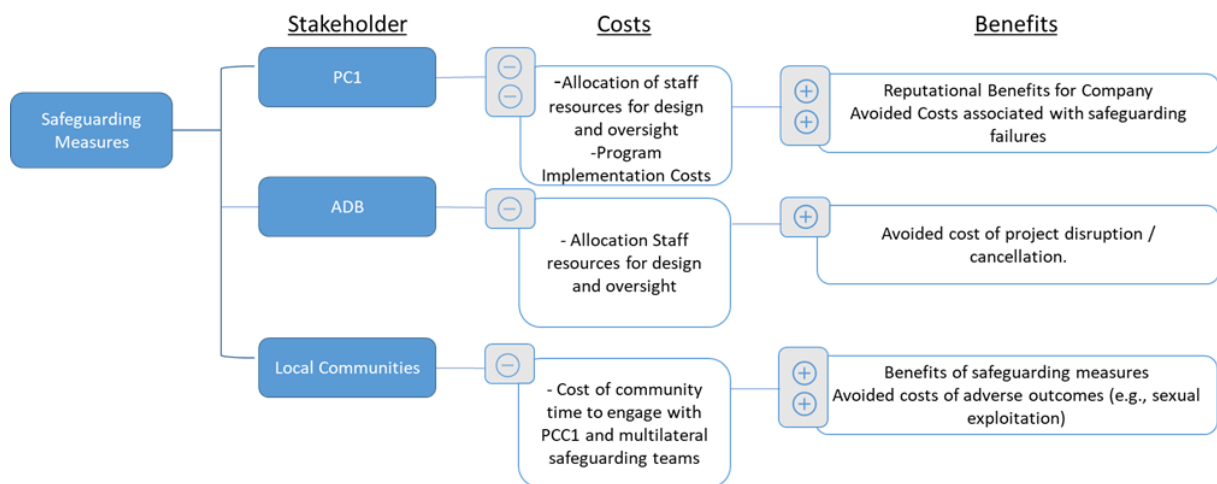 Stakeholder
Costs
Benefits
Safeguarding
Measures
PC1
-Allocation of staff
resources for design
and oversight
-Program
Implementation Costs
Reputational Benefits for Company
Avoided Costs associated with safeguarding
failures
ADB
- Allocation Staff
resources for design
and oversight
Avoided cost of project disruption /
cancellation.
Local Communities
- Cost of community
time to engage with
PCC1 and multilateral
safeguarding teams
Benefits of safeguarding measures
Avoided costs of adverse outcomes (e.g., sexual
exploitation)